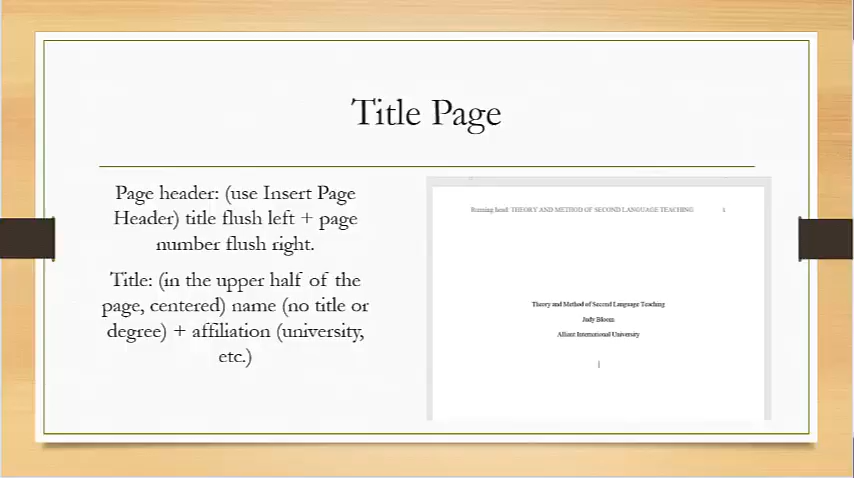 Title Page
Page header: (use Insert Page
Header) title flush left + page
number flush right.
Title: (in the upper half of the
page, centered) name (no title or
degree) + affiliation (university,
etc.)
Running head: THEORY AND METHOD OF SECOND LANGUAGE TEACHING 1
Theory and Method of Second Language Teaching
Judy Bloom
Alliant International University